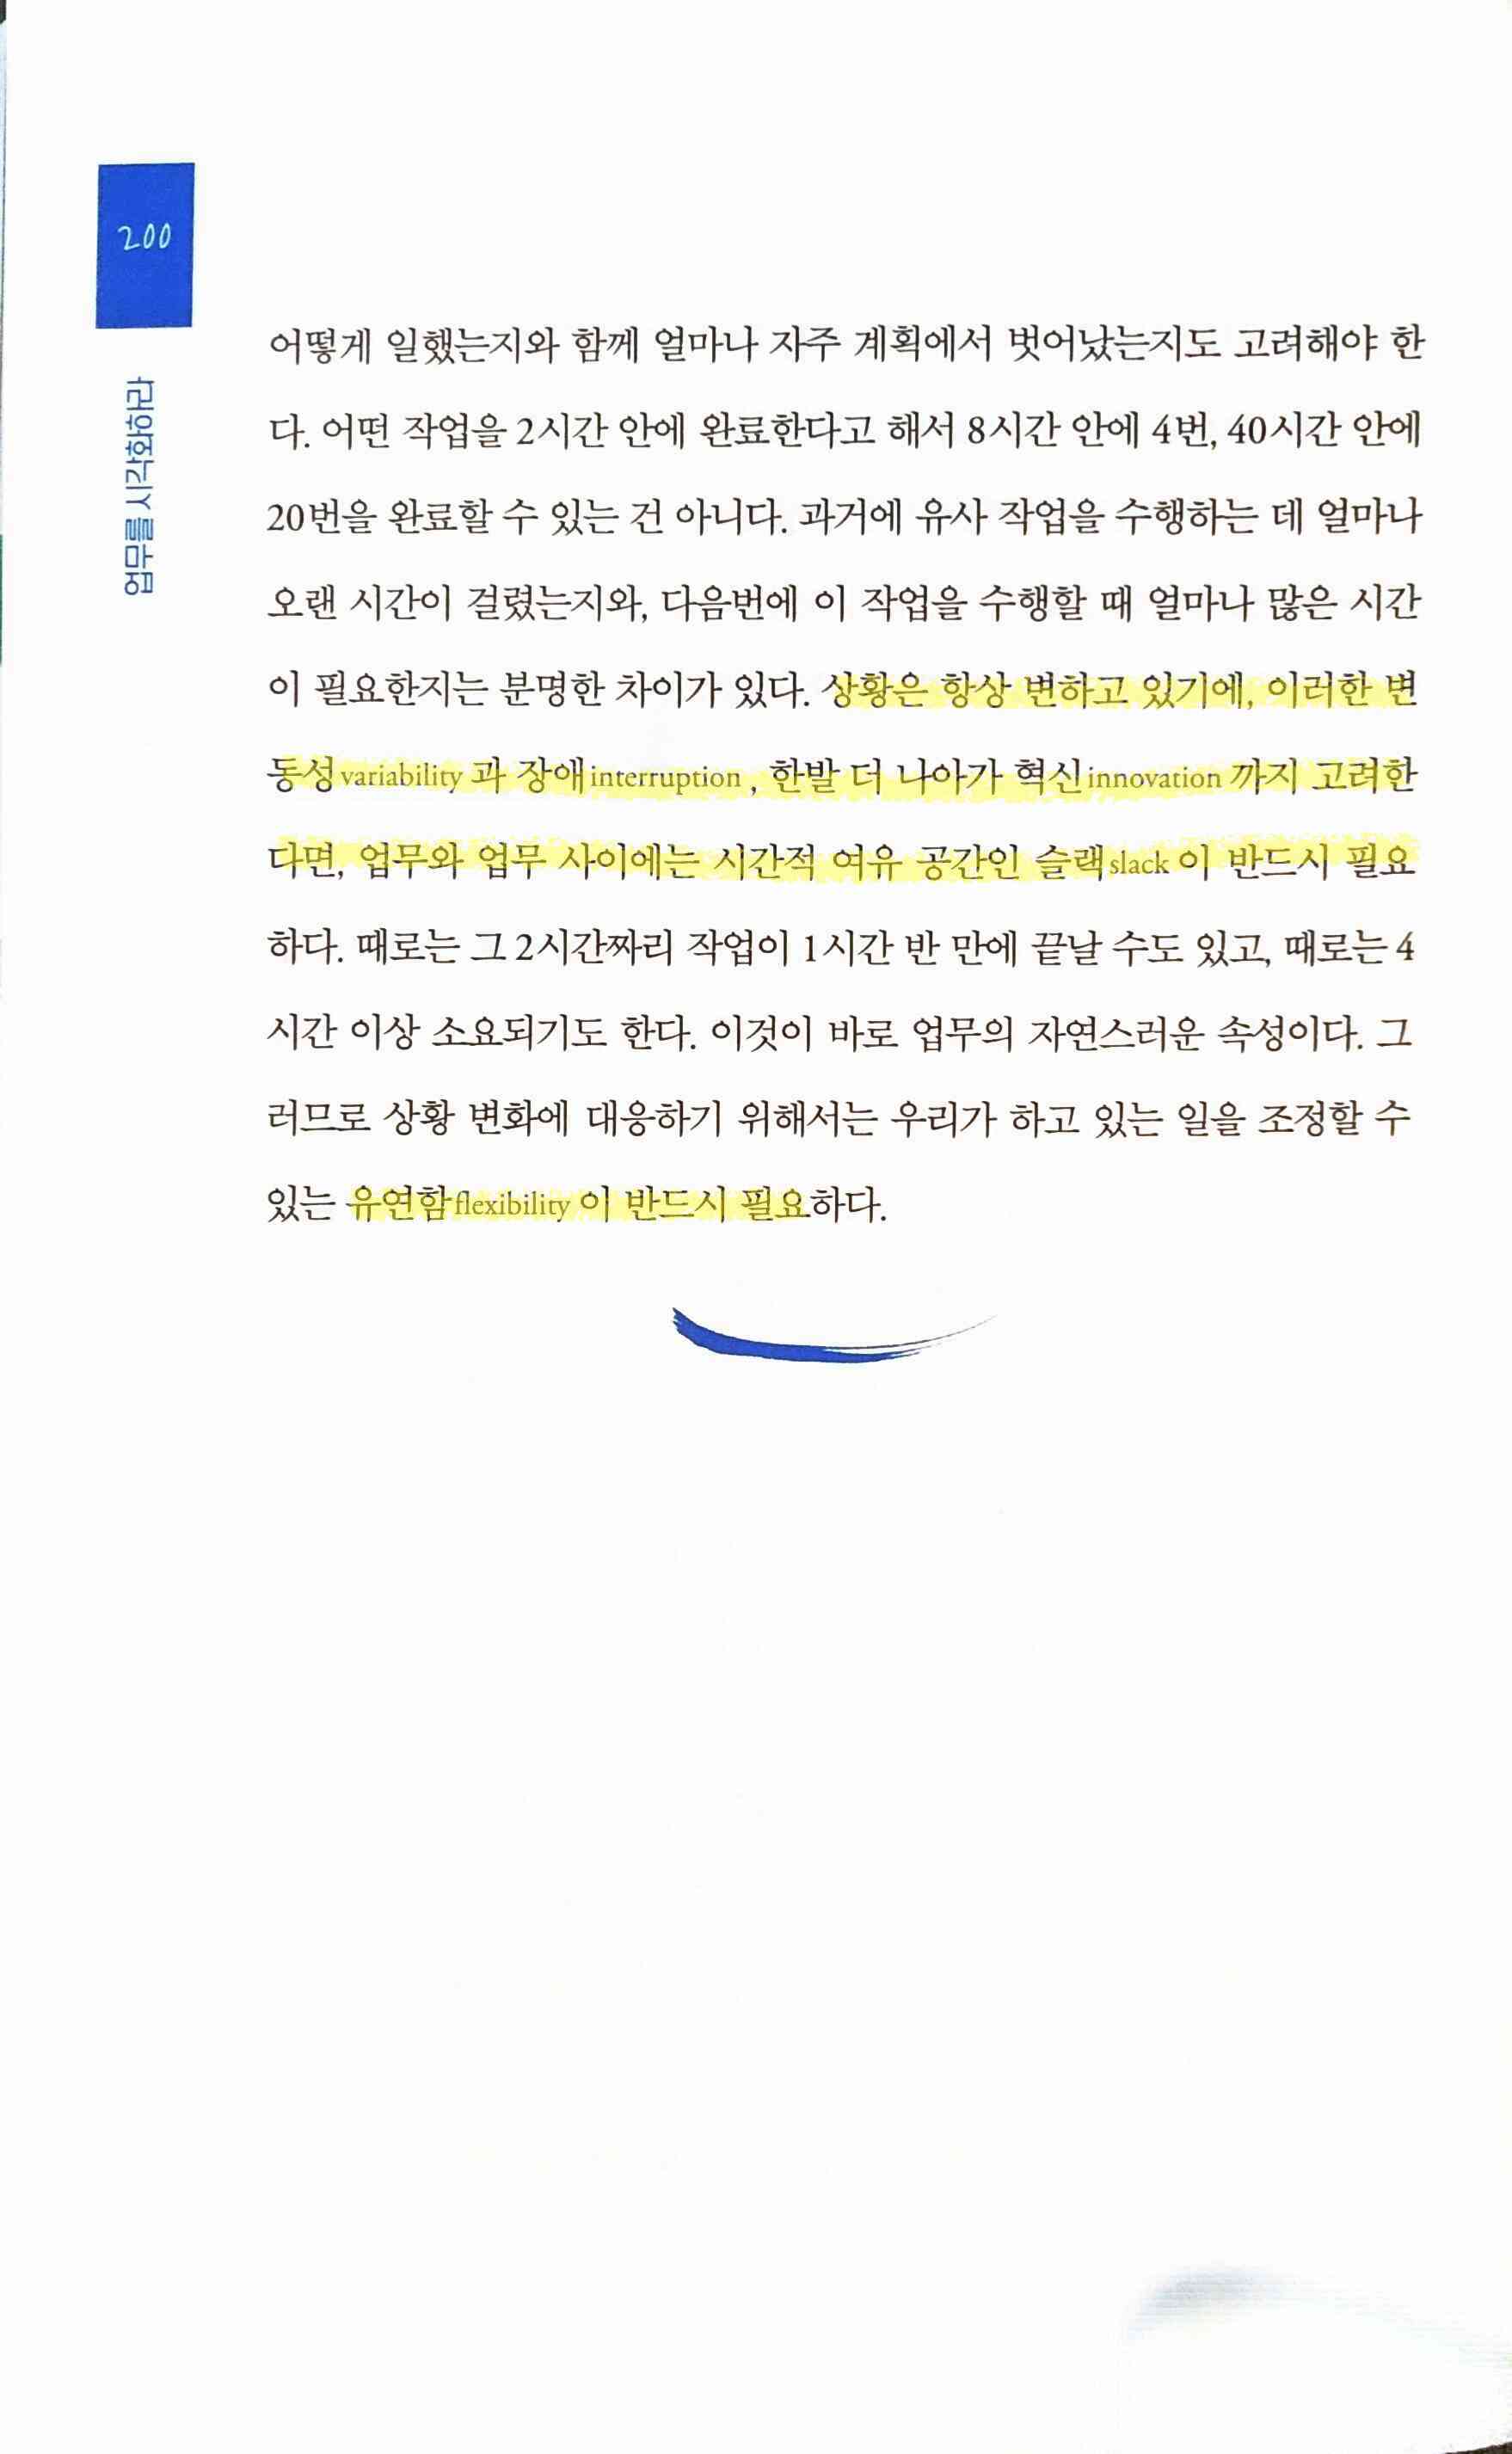 200
업무를 시각화하라
어떻게 일했는지와 함께 얼마나 자주 계획에서 벗어났는지도 고려해야 한
다. 어떤 작업을 2시간 안에 완료한다고 해서 8시간 안에 4번, 40시간 안에
20번을 완료할 수 있는 건 아니다. 과거에 유사 작업을 수행하는 데 얼마나
오랜 시간이 걸렸는지와, 다음번에 이 작업을 수행할 때 얼마나 많은 시간
이 필요한지는 분명한 차이가 있다. 상황은 항상 변하고 있기에, 이러한 변
동성variability과 장애interruption, 한발 더 나아가 혁신innovation까지 고려한
다면, 업무와 업무 사이에는 시간적 여유 공간인 슬랙slack이 반드시 필요
하다. 때로는 그 2시간짜리 작업이 1시간 반 만에 끝날 수도 있고, 때로는 4
시간 이상 소요되기도 한다. 이것이 바로 업무의 자연스러운 속성이다. 그
러므로 상황 변화에 대응하기 위해서는 우리가 하고 있는 일을 조정할 수
있는 유연함flexibility이 반드시 필요하다.